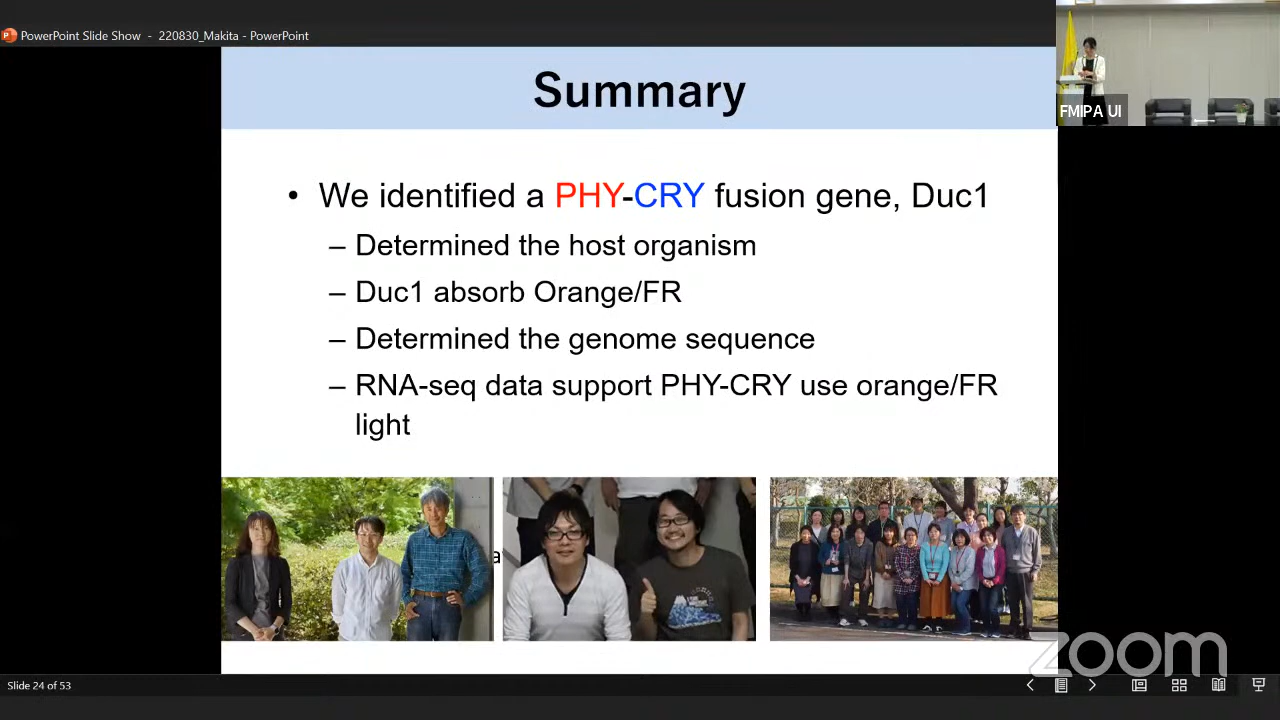 PowerPoint Slide Show - 220830_Makita - PowerPoint
FMIPA UI
Summary
• We identified a PHY-CRY fusion gene, Duc1
– Determined the host organism
– Duc1 absorb Orange/FR
– Determined the genome sequence
– RNA-seq data support PHY-CRY use orange/FR
light
zoom
Slide 24 of 53